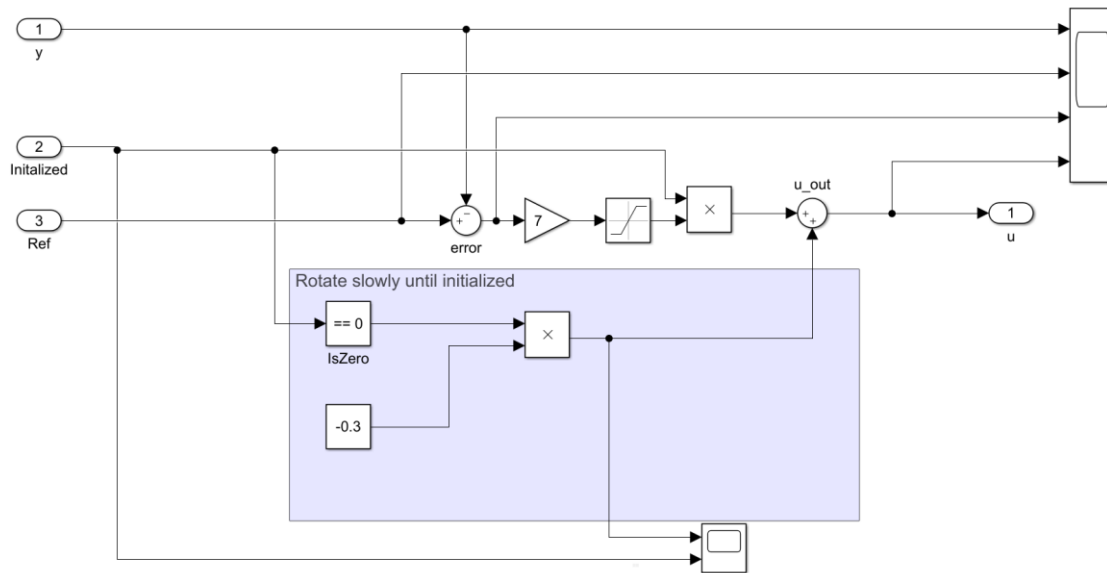 1
y
2
Initalized
3
Ref
−
+
error
7
×
u_out
+
+
1
u
Rotate slowly until initialized
== 0
IsZero
×
-0.3